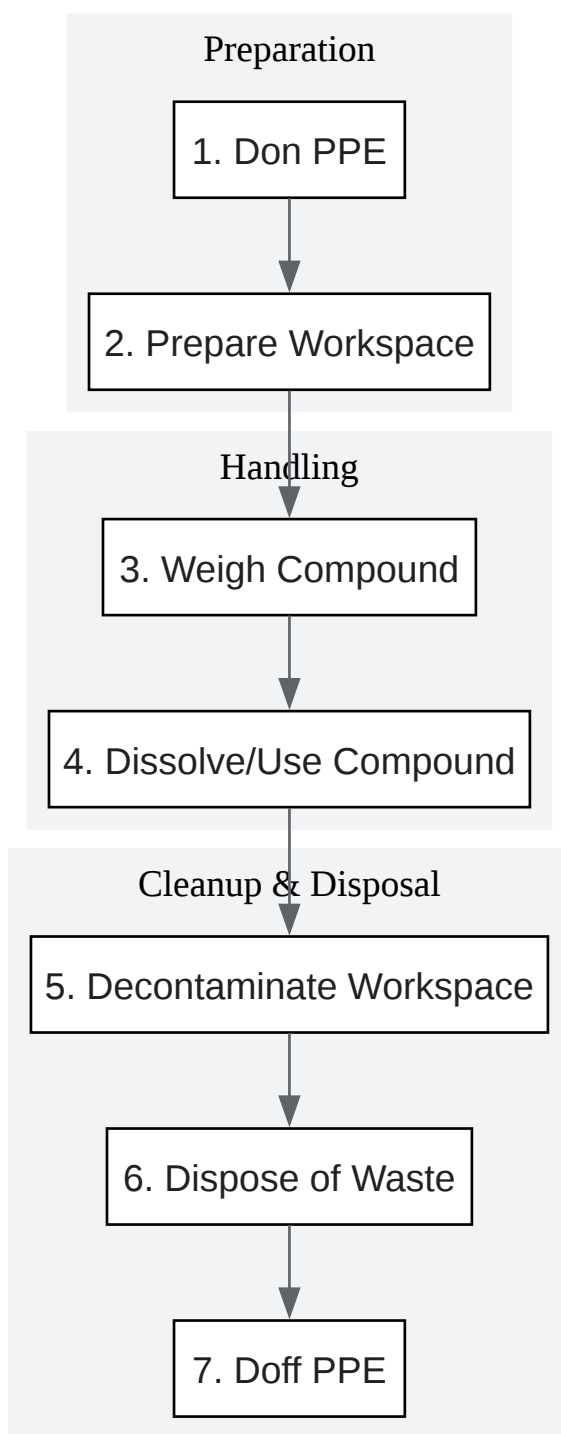 Preparation
1. Don PPE
2. Prepare Workspace
Handling
3. Weigh Compound
4. Dissolve/Use Compound
Cleanup & Disposal
5. Decontaminate Workspace
6. Dispose of Waste
7. Doff PPE